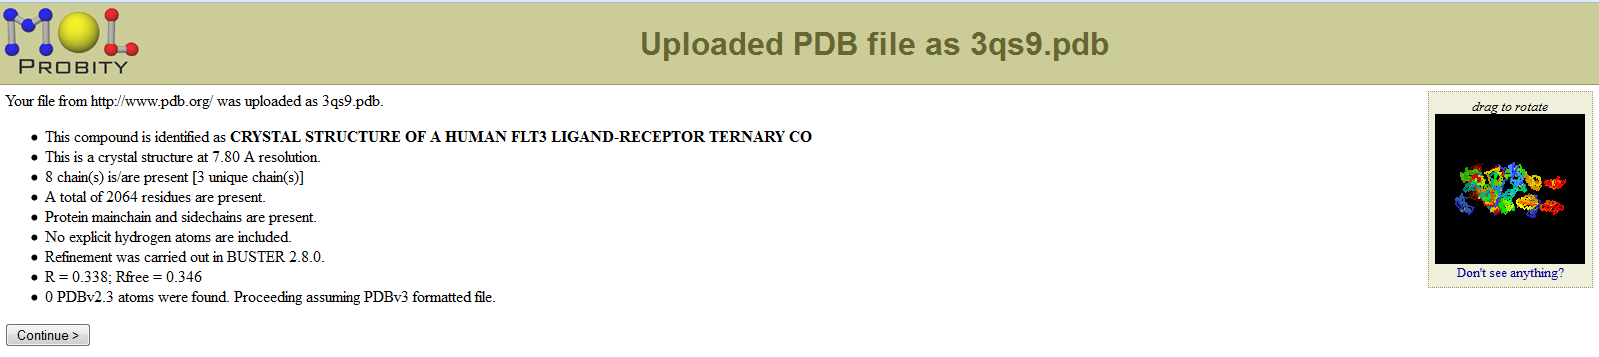 MOL
PROBITY
Uploaded PDB file as 3qs9.pdb
Your file from http://www.pdb.org/ was uploaded as 3qs9.pdb.
drag to rotate
• This compound is identified as CRYSTAL STRUCTURE OF A HUMAN FLT3 LIGAND-RECEPTOR TERNARY CO
• This is a crystal structure at 7.80 A resolution.
• 8 chain(s) is/are present [3 unique chain(s)]
• A total of 2064 residues are present.
• Protein mainchain and sidechains are present.
• No explicit hydrogen atoms are included.
• Refinement was carried out in BUSTER 2.8.0.
• R = 0.338; Rfree = 0.346
• 0 PDBv2.3 atoms were found. Proceeding assuming PDBv3 formatted file.
Don't see anything?
Continue >